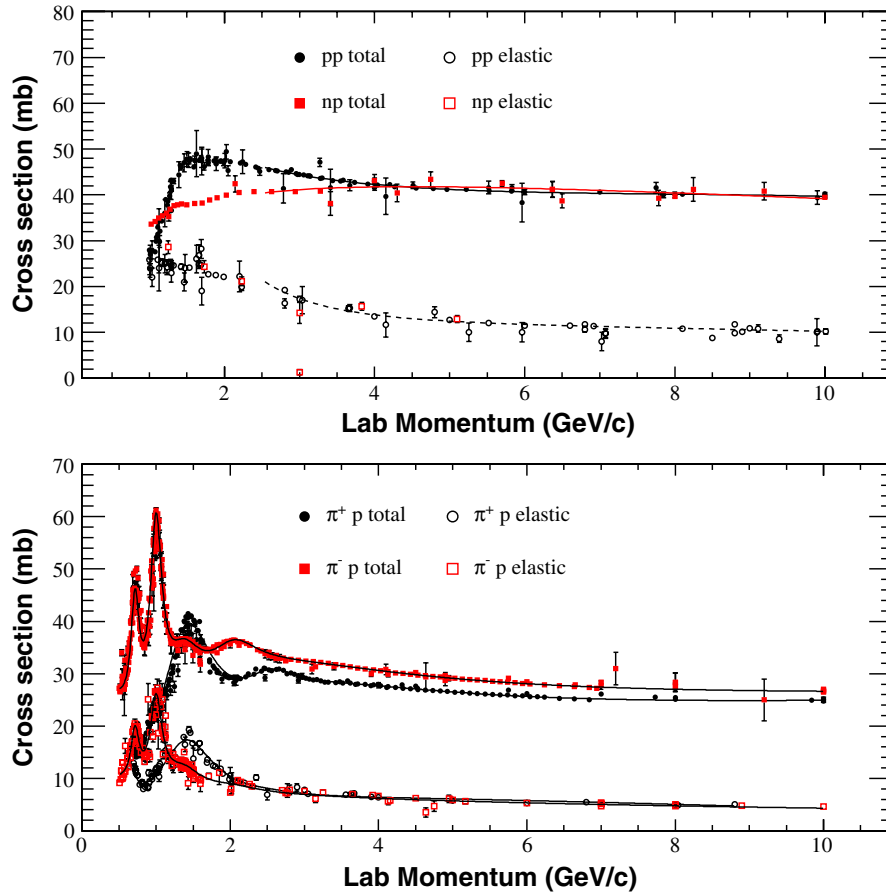 80
70
60
50
40
30
20
10
0
Cross section (mb)
pp total
pp elastic
np total
np elastic
2 4 6 8 10
Lab Momentum (GeV/c)
70
60
50
40
30
20
10
0
Cross section (mb)
π+ p total
π+ p elastic
π- p total
π- p elastic
0 2 4 6 8 10
Lab Momentum (GeV/c)